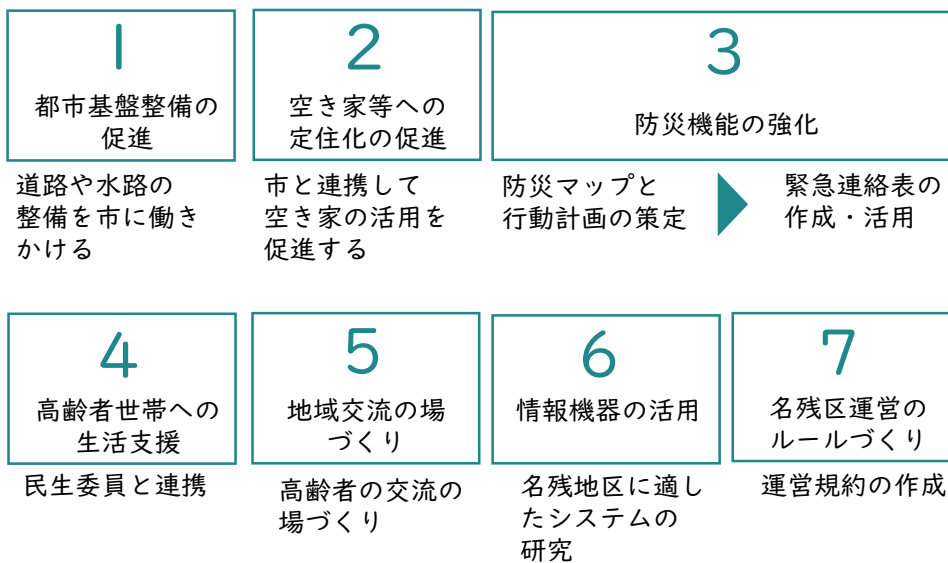 1
都市基盤整備の
促進
道路や水路の
整備を市に働き
かける
2
空き家等への
定住化の促進
市と連携して
空き家の活用を
促進する
3
防災機能の強化
防災マップと
行動計画の策定
緊急連絡表の
作成・活用
4
高齢者世帯への
生活支援
民生委員と連携
5
地域交流の場
づくり
高齢者の交流の
場づくり
6
情報機器の活用
名残地区に適し
たシステムの
研究
7
名残区運営の
ルールづくり
運営規約の作成